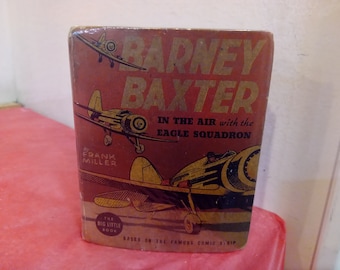 BARNEY
BAXTER
IN THE AIR with the
EAGLE SQUADRON
By
FRANK
MILLER
THE
BIG LITTLE
BOOK
BASED ON THE FAMOUS COMIC STRIP